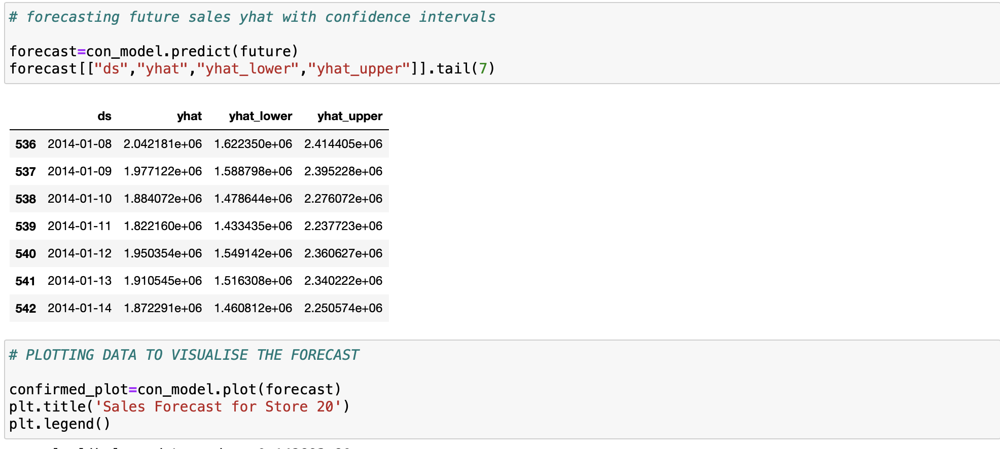 # forecasting future sales yhat with confidence intervals
forecast=con_model.predict(future)
forecast[["ds","yhat","yhat_lower","yhat_upper"]].tail(7)
ds yhat yhat_lower yhat_upper
536 2014-01-08 2.042181e+06 1.622350e+06 2.414405e+06
537 2014-01-09 1.977122e+06 1.588798e+06 2.395228e+06
538 2014-01-10 1.884072e+06 1.478644e+06 2.276072e+06
539 2014-01-11 1.822160e+06 1.433435e+06 2.237723e+06
540 2014-01-12 1.950354e+06 1.549142e+06 2.360627e+06
541 2014-01-13 1.910545e+06 1.516308e+06 2.340222e+06
542 2014-01-14 1.872291e+06 1.460812e+06 2.250574e+06
# PLOTTING DATA TO VISUALISE THE FORECAST
confirmed_plot=con_model.plot(forecast)
plt.title('Sales Forecast for Store 20')
plt.legend()